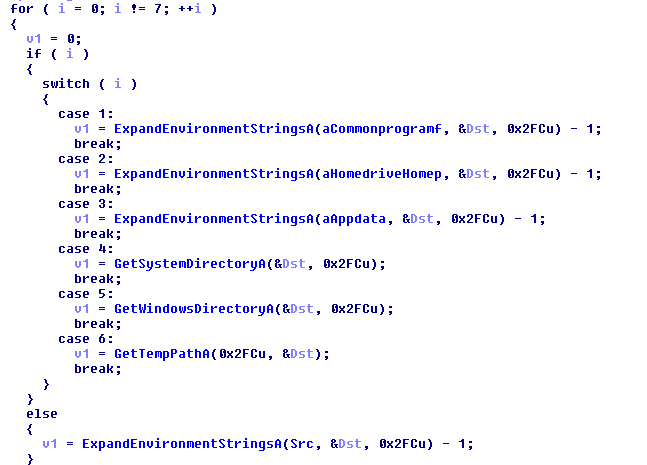 for ( i = 0; i != 7; ++i )
{
  v1 = 0;
  if ( i )
  {
    switch ( i )
    {
      case 1:
        v1 = ExpandEnvironmentStringsA(aCommonprogramf, &Dst, 0x2FCu) - 1;
        break;
      case 2:
        v1 = ExpandEnvironmentStringsA(aHomedriveHomep, &Dst, 0x2FCu) - 1;
        break;
      case 3:
        v1 = ExpandEnvironmentStringsA(aAppdata, &Dst, 0x2FCu) - 1;
        break;
      case 4:
        v1 = GetSystemDirectoryA(&Dst, 0x2FCu);
        break;
      case 5:
        v1 = GetWindowsDirectoryA(&Dst, 0x2FCu);
        break;
      case 6:
        v1 = GetTempPathA(0x2FCu, &Dst);
        break;
    }
  }
  else
  {
    v1 = ExpandEnvironmentStringsA(Src, &Dst, 0x2FCu) - 1;
  }